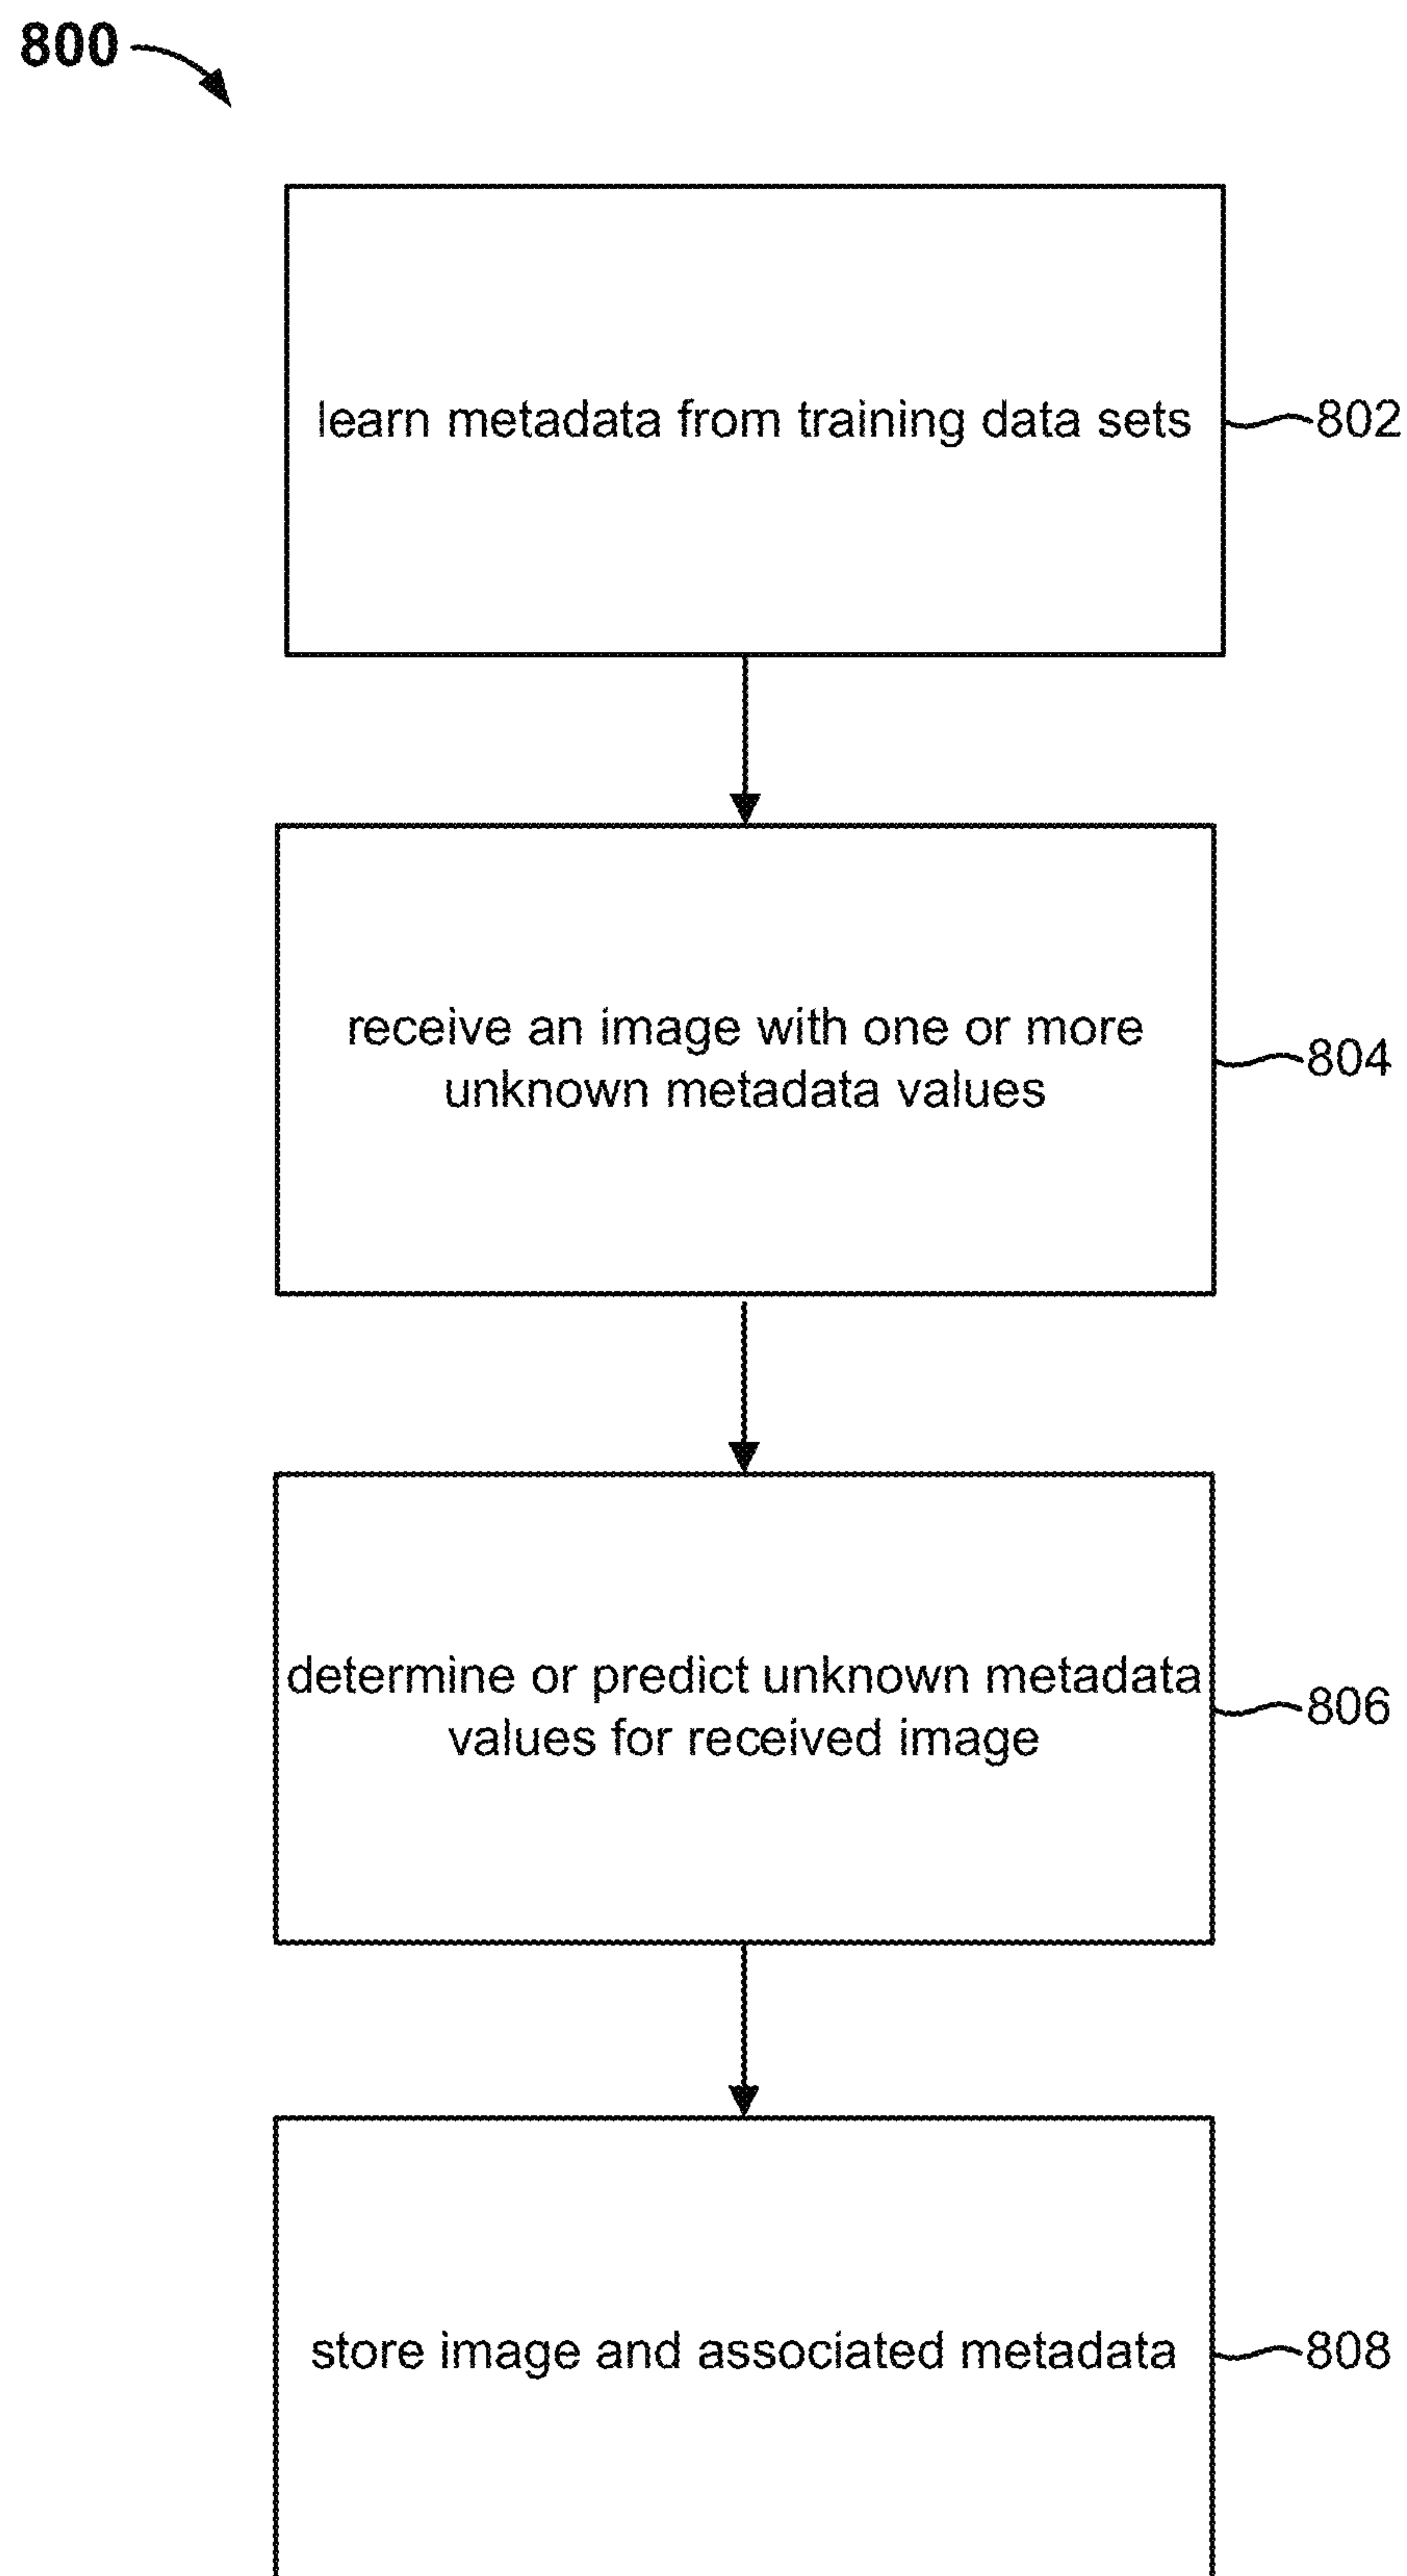 800
learn metadata from training data sets
802
receive an image with one or more
unknown metadata values
804
determine or predict unknown metadata
values for received image
806
store image and associated metadata
808